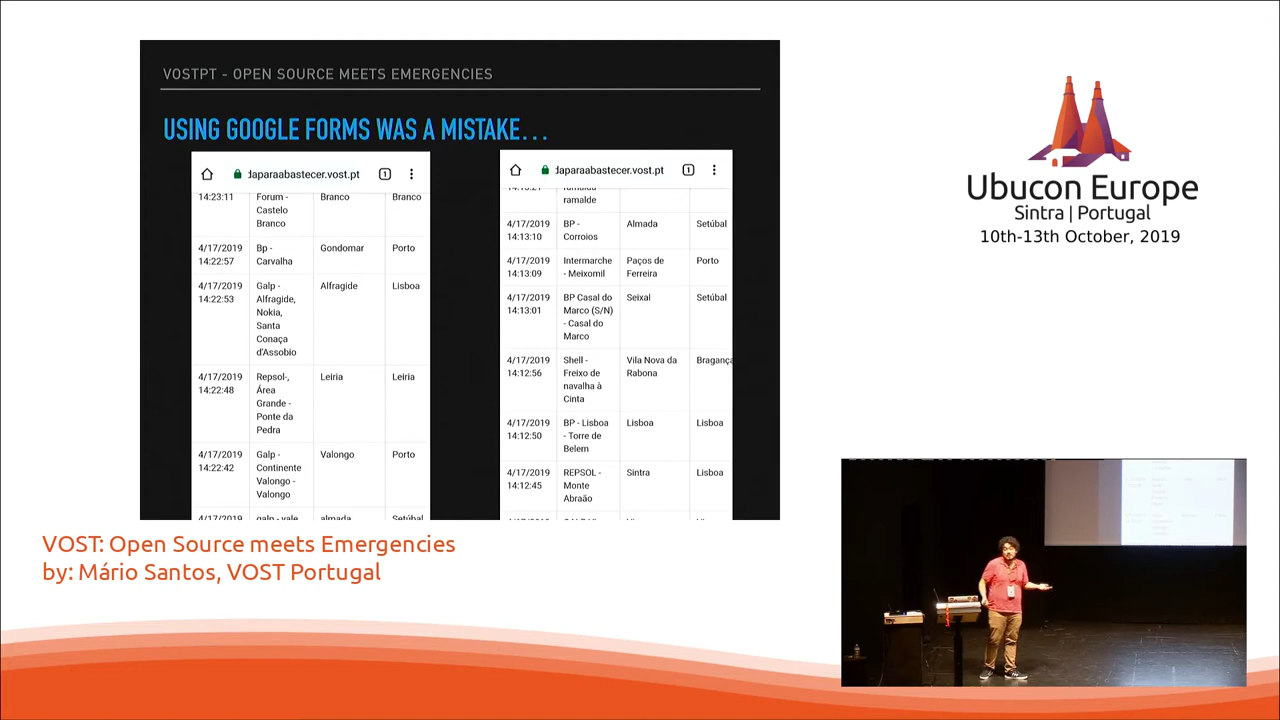 VOSTPT - OPEN SOURCE MEETS EMERGENCIES
USING GOOGLE FORMS WAS A MISTAKE...
daparaabastecer.vost.pt
1
14:23:11 Forum - Branco Branco
Castelo
Branco
4/17/2019 Bp - Gondomar Porto
14:22:57 Carvalha
4/17/2019 Galp - Alfragide Lisboa
14:22:53 Alfragide,
Nokia,
Santa
Conaça
d'Assobio
4/17/2019 Repsol-, Leiria Leiria
14:22:48 Área
Grande -
Ponte da
Pedra
4/17/2019 Galp - Valongo Porto
14:22:42 Continente
Valongo -
Valongo
4/17/2019 galp - vale almada Setúbal
daparaabastecer.vost.pt
1
14:13:21 ramalda
ramalde
4/17/2019 BP - Almada Setúbal
14:13:10 Corroios
4/17/2019 Intermarche Paços de Porto
14:13:09 - Meixomil Ferreira
4/17/2019 BP Casal do Seixal Setúbal
14:13:01 Marco (S/N)
- Casal do
Marco
4/17/2019 Shell - Vila Nova da Bragança
14:12:56 Freixo de Rabona
navalha à
Cinta
4/17/2019 BP - Lisboa Lisboa Lisboa
14:12:50 - Torre de
Belem
4/17/2019 REPSOL - Sintra Lisboa
14:12:45 Monte
Abraão
Ubucon Europe
Sintra | Portugal
10th-13th October, 2019
VOST: Open Source meets Emergencies
by: Mário Santos, VOST Portugal